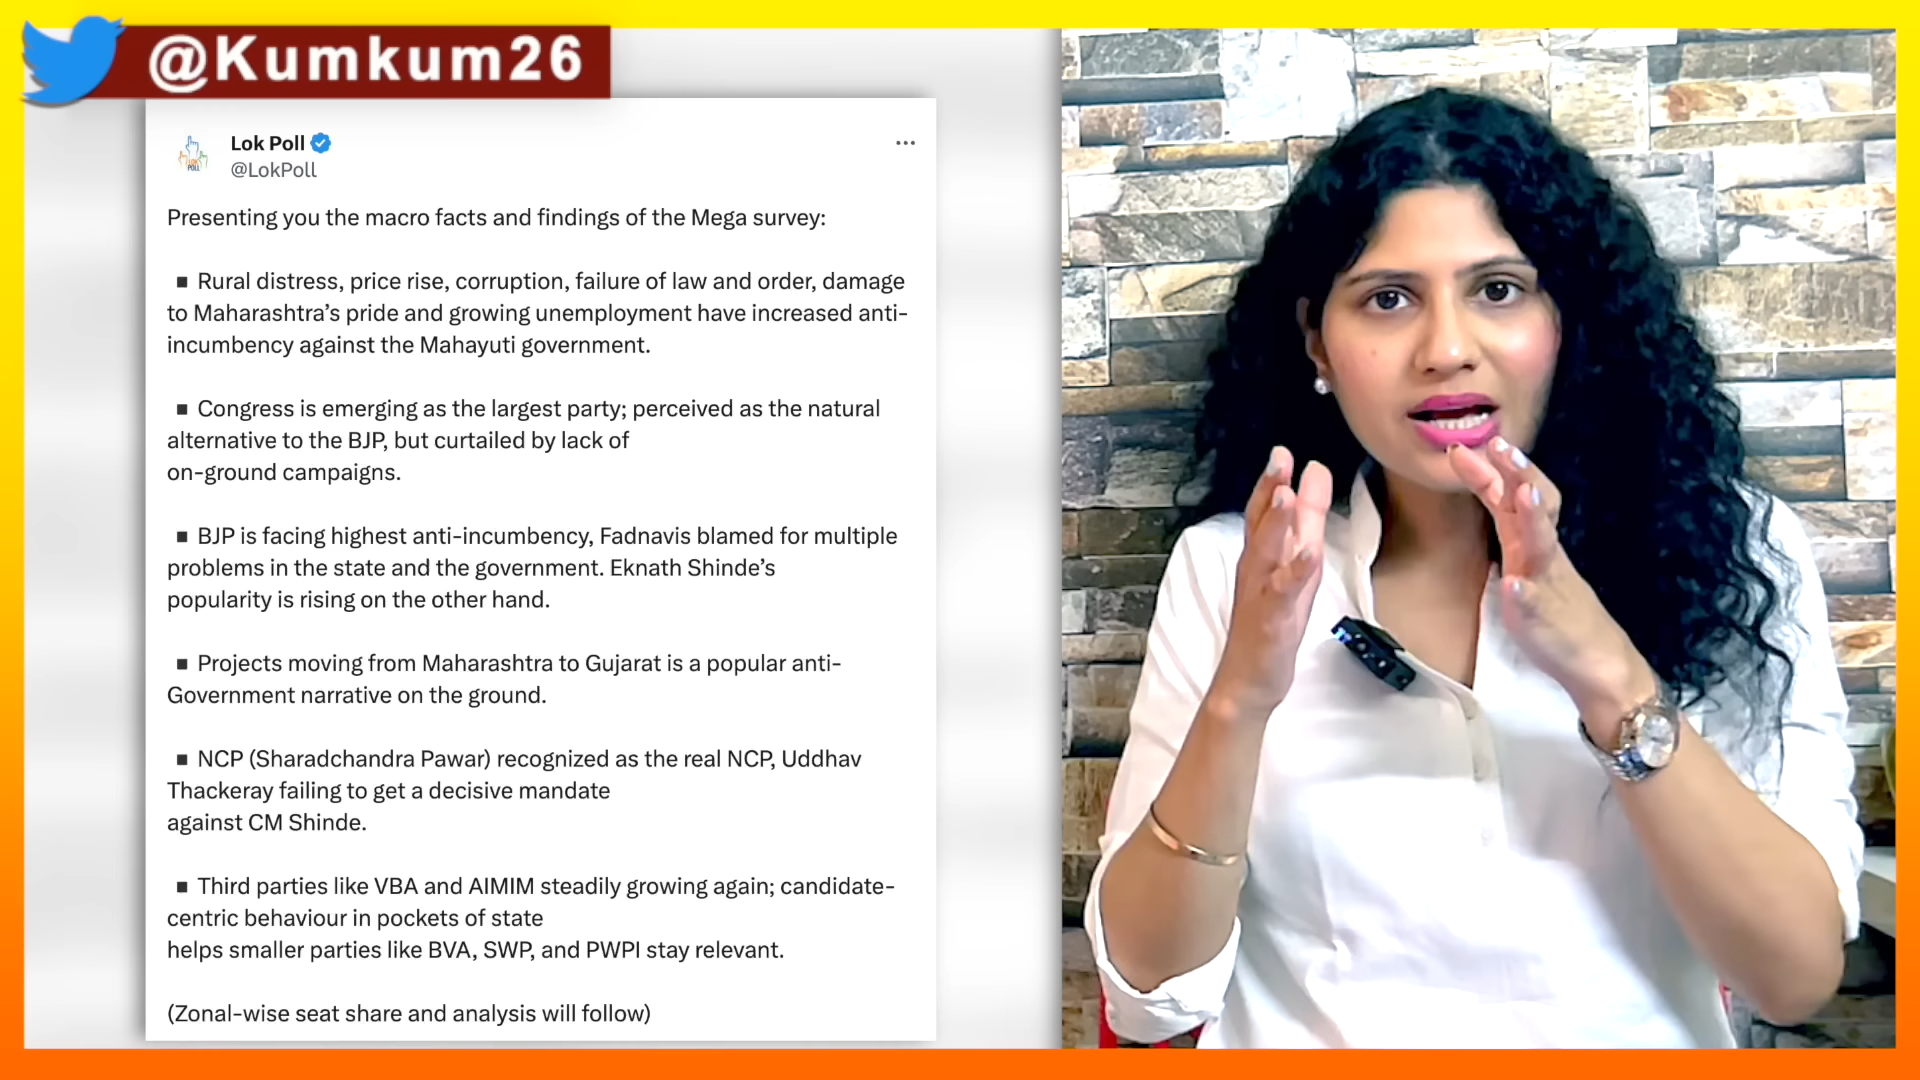 @Kumkum26
Lok Poll
@LokPoll
LOK
POLL
Presenting you the macro facts and findings of the Mega survey:
▪ Rural distress, price rise, corruption, failure of law and order, damage
to Maharashtra’s pride and growing unemployment have increased anti-
incumbency against the Mahayuti government.
▪ Congress is emerging as the largest party; perceived as the natural
alternative to the BJP, but curtailed by lack of
on-ground campaigns.
▪ BJP is facing highest anti-incumbency, Fadnavis blamed for multiple
problems in the state and the government. Eknath Shinde’s
popularity is rising on the other hand.
▪ Projects moving from Maharashtra to Gujarat is a popular anti-
Government narrative on the ground.
▪ NCP (Sharadchandra Pawar) recognized as the real NCP, Uddhav
Thackeray failing to get a decisive mandate
against CM Shinde.
▪ Third parties like VBA and AIMIM steadily growing again; candidate-
centric behaviour in pockets of state
helps smaller parties like BVA, SWP, and PWPI stay relevant.
(Zonal-wise seat share and analysis will follow)